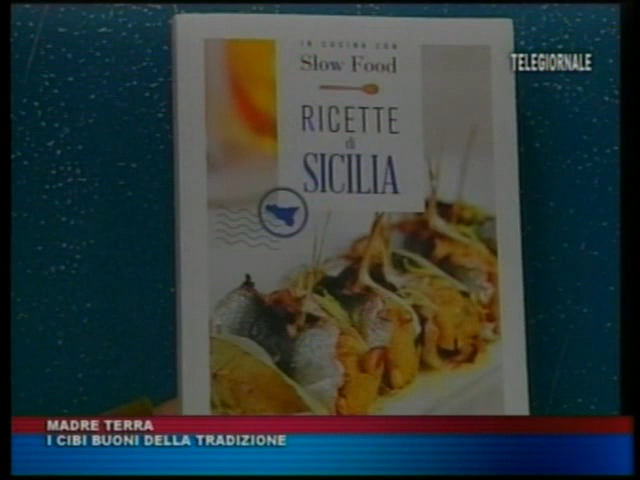 TELEGIORNALE
IN CUCINA CON
Slow Food
RICETTE
di
SICILIA
MADRE TERRA
I CIBI BUONI DELLA TRADIZIONE